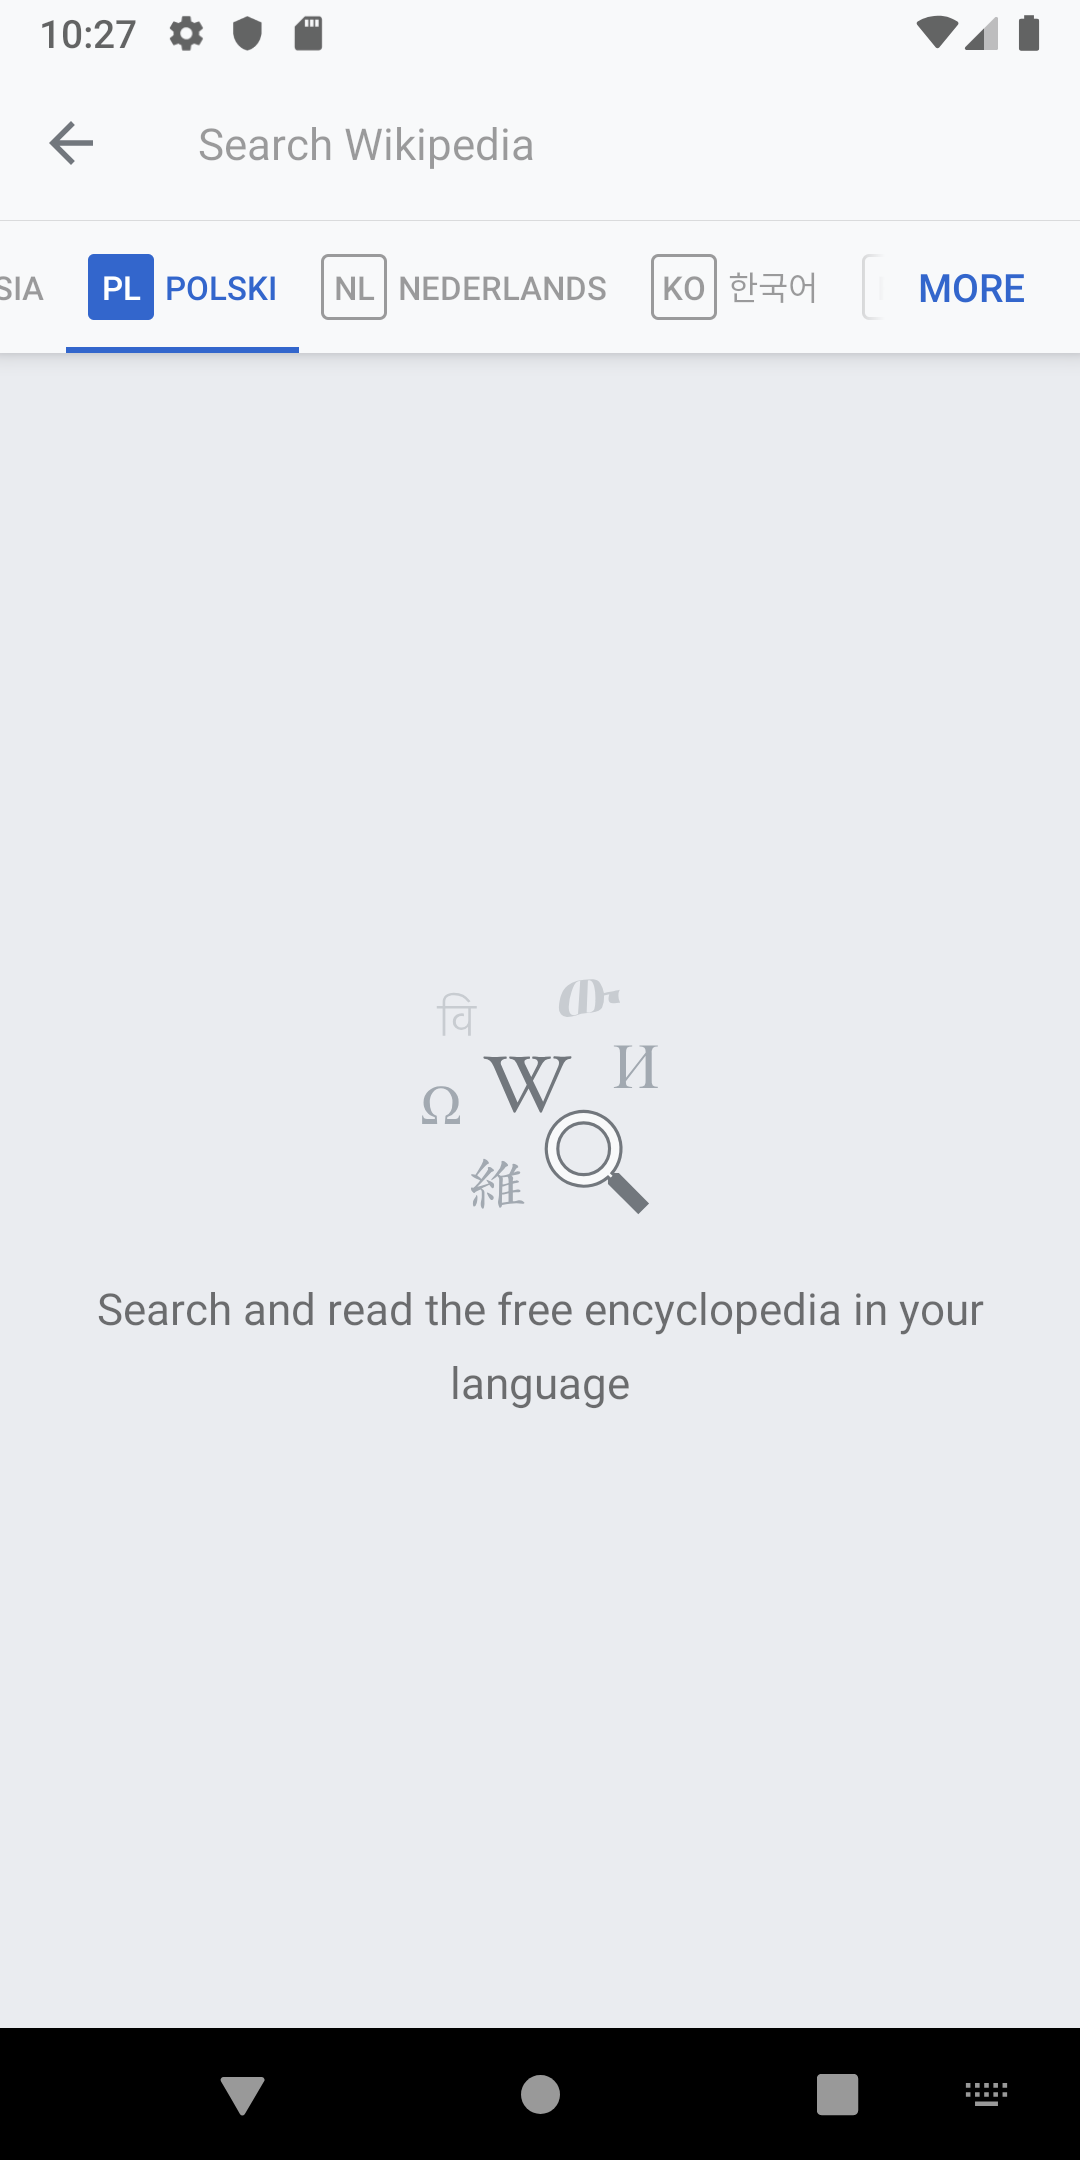 10:27
Search Wikipedia
SIA PL POLSKI NL NEDERLANDS KO 한국어 MORE
वि
W И
Ω
維
Search and read the free encyclopedia in your
language